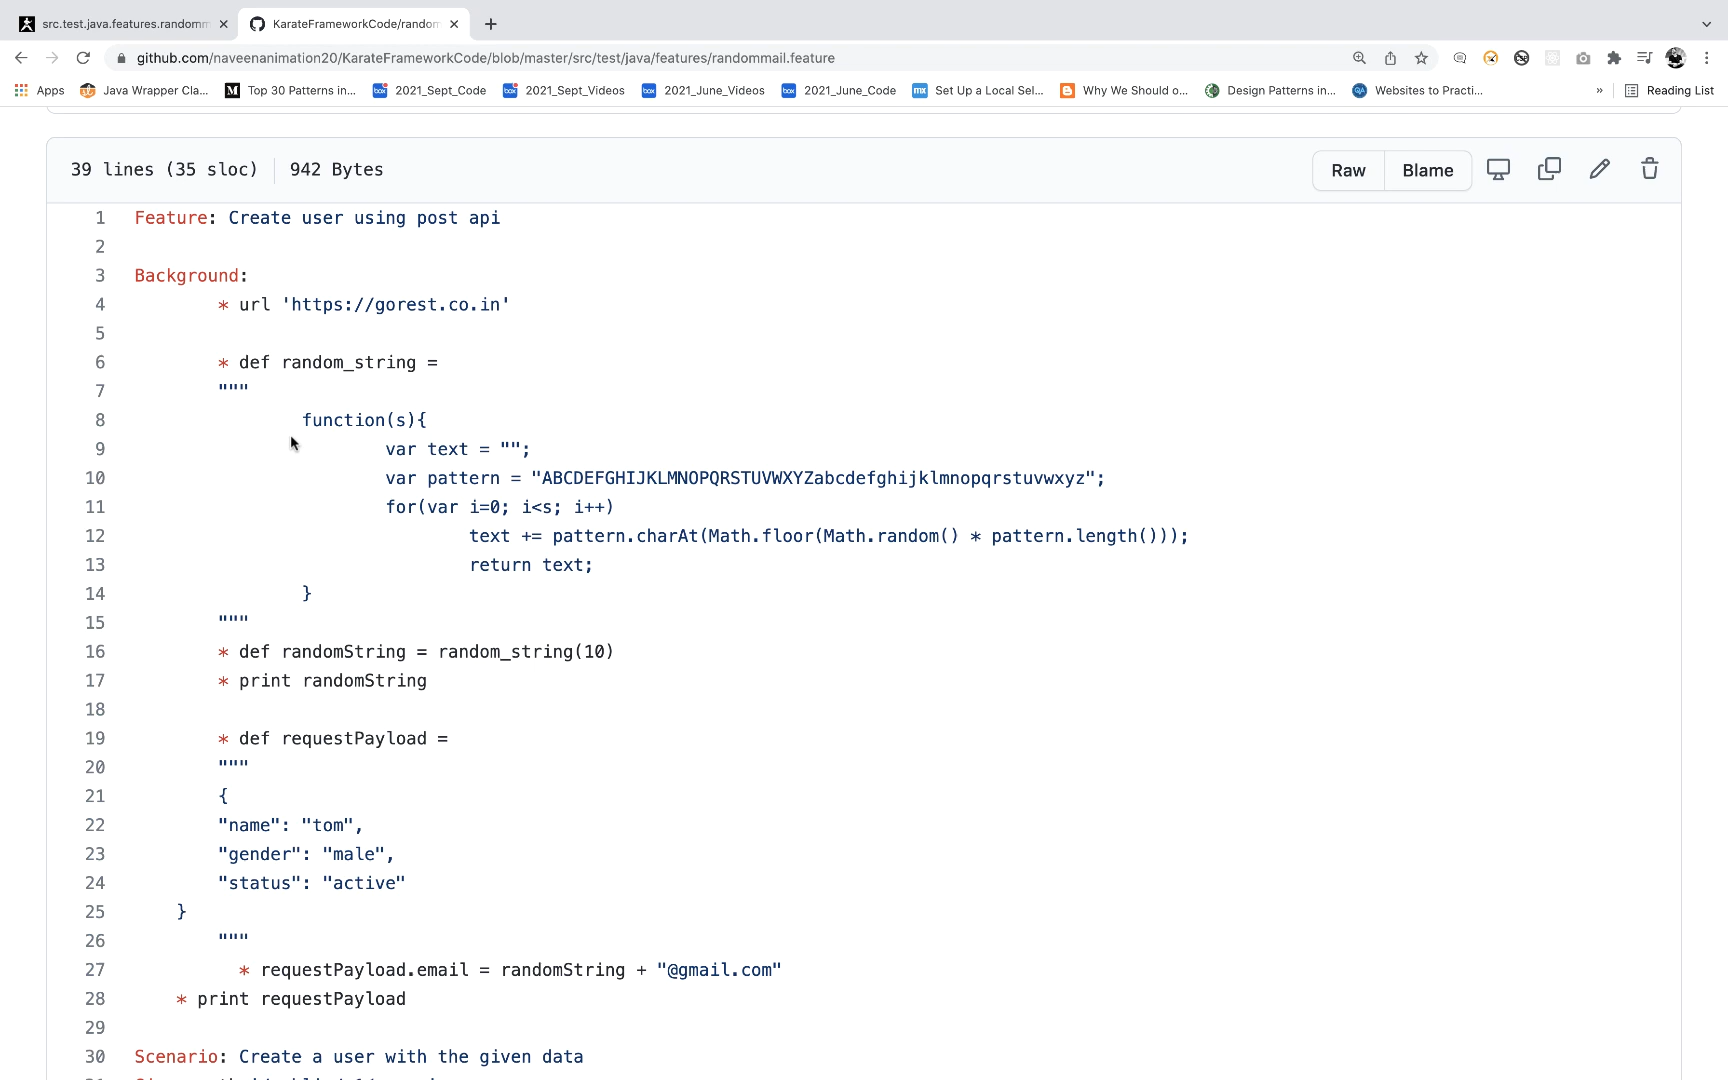 src.test.java.features.randomm
KarateFrameworkCode/random
github.com/naveenanimation20/KarateFrameworkCode/blob/master/src/test/java/features/randommail.feature
Apps Java Wrapper Cla... Top 30 Patterns in... 2021_Sept_Code 2021_Sept_Videos 2021_June_Videos 2021_June_Code Set Up a Local Sel... Why We Should o... Design Patterns in... Websites to Practi... » Reading List
39 lines (35 sloc) 942 Bytes Raw Blame
1 Feature: Create user using post api
2
3 Background:
4 * url 'https://gorest.co.in'
5
6 * def random_string =
7 """
8 function(s){
9 var text = "";
10 var pattern = "ABCDEFGHIJKLMNOPQRSTUVWXYZabcdefghijklmnopqrstuvwxyz";
11 for(var i=0; i<s; i++)
12 text += pattern.charAt(Math.floor(Math.random() * pattern.length()));
13 return text;
14 }
15 """
16 * def randomString = random_string(10)
17 * print randomString
18
19 * def requestPayload =
20 """
21 {
22 "name": "tom",
23 "gender": "male",
24 "status": "active"
25 }
26 """
27 * requestPayload.email = randomString + "@gmail.com"
28 * print requestPayload
29
30 Scenario: Create a user with the given data